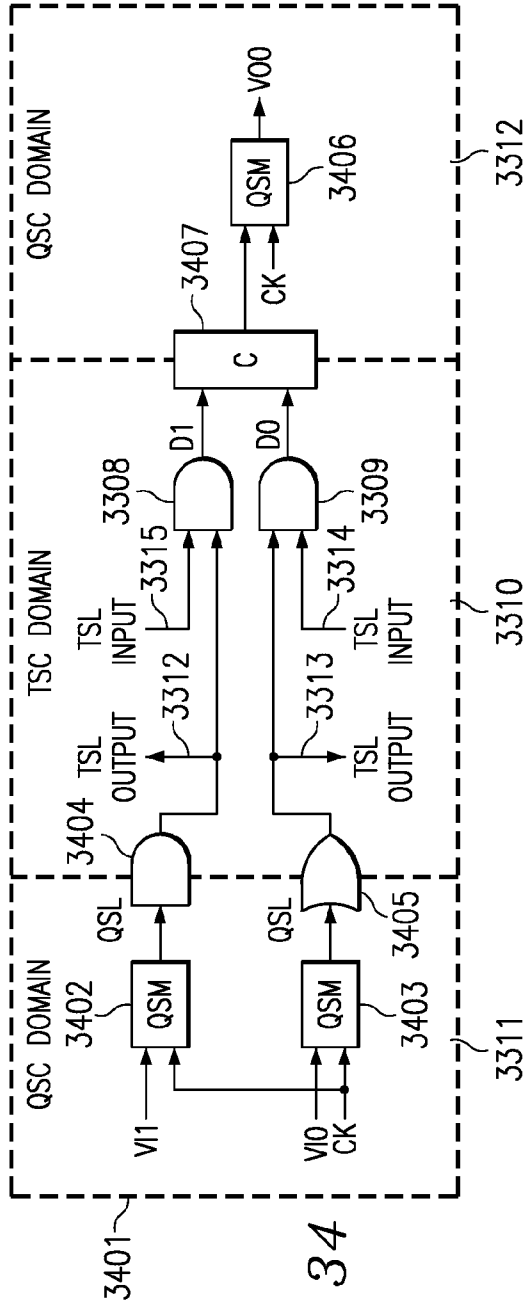 QSC DOMAIN
TSC DOMAIN
QSC DOMAIN
3401
3402
QSM
VI1
QSL
3404
TSL
OUTPUT
3312
TSL
INPUT
3315
3308
D1
3407
C
QSM
VOO
3406
CK
VI0
CK
QSM
3403
QSL
3405
TSL
OUTPUT
3313
TSL
INPUT
3314
3309
D0
3311
3310
3312
34